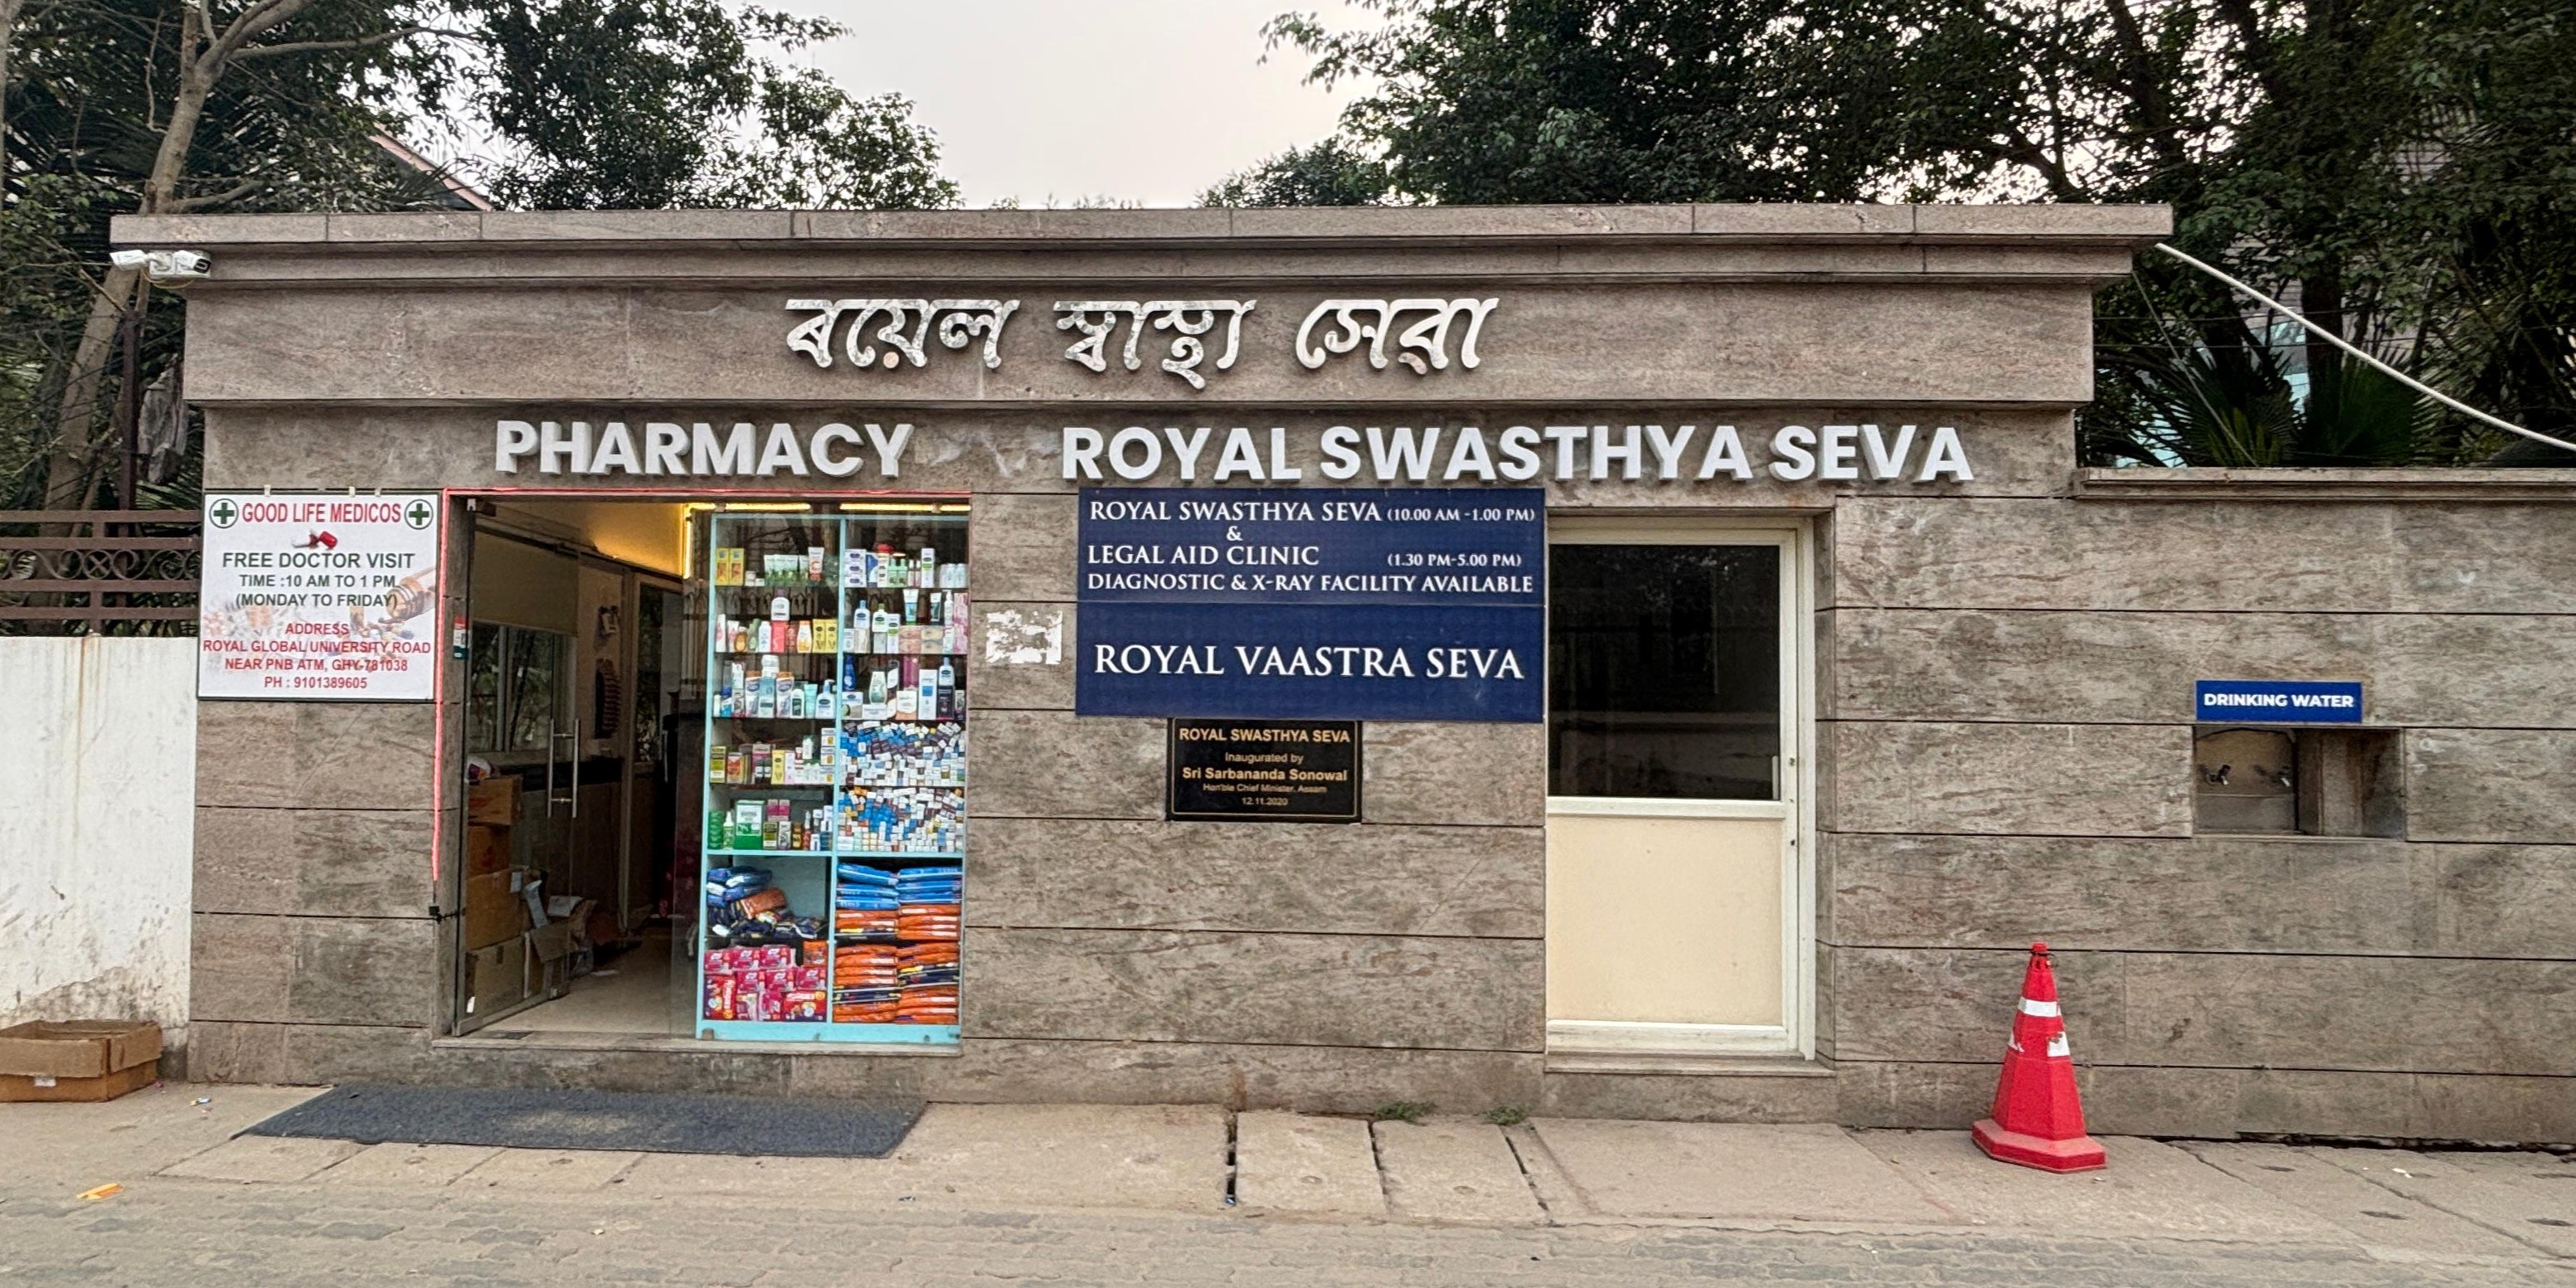 ৰয়েল স্বাস্থ্য সেৱা
PHARMACY
ROYAL SWASTHYA SEVA
GOOD LIFE MEDICOS
FREE DOCTOR VISIT
TIME :10 AM TO 1 PM
(MONDAY TO FRIDAY)
ADDRESS
ROYAL GLOBAL UNIVERSITY ROAD
NEAR PNB ATM, GHY-781038
PH : 9101389605
ROYAL SWASTHYA SEVA (10.00 AM -1.00 PM)
&
LEGAL AID CLINIC (1.30 PM-5.00 PM)
DIAGNOSTIC & X-RAY FACILITY AVAILABLE
ROYAL VAASTRA SEVA
ROYAL SWASTHYA SEVA
Inaugurated by
Sri Sarbananda Sonowal
Hon'ble Chief Minister, Assam
12.11.2020
DRINKING WATER